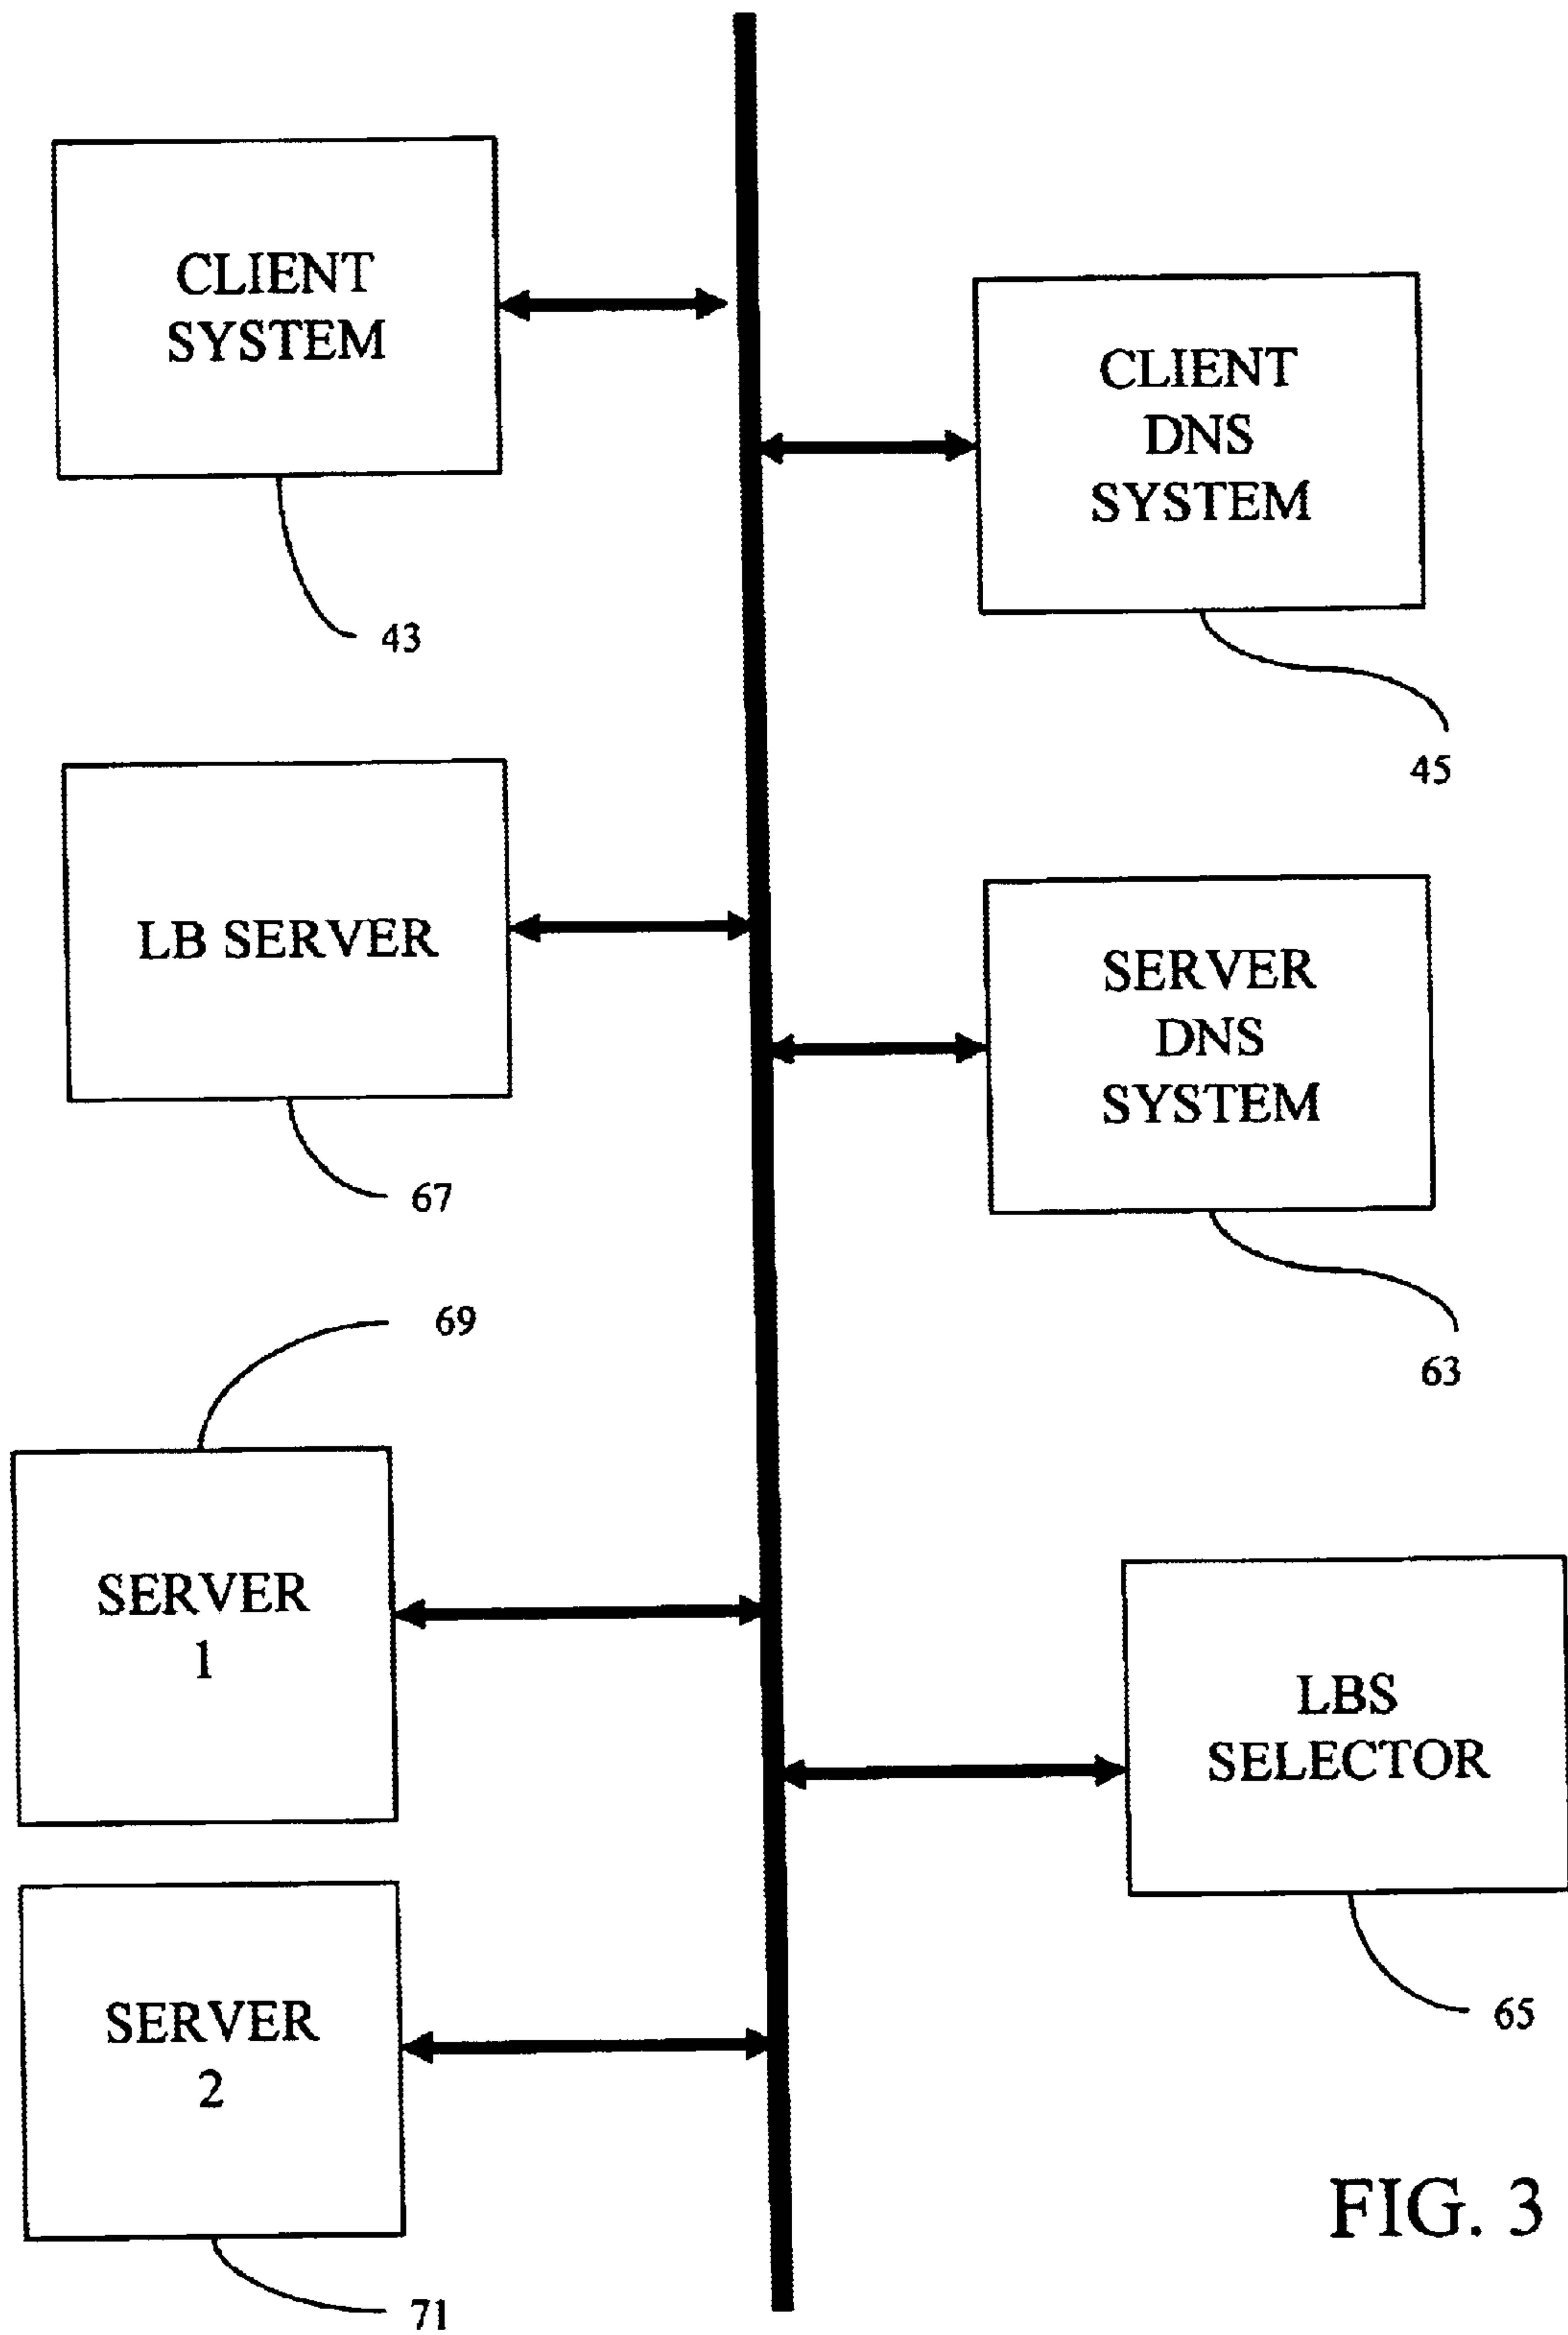 CLIENT
SYSTEM
43
CLIENT
DNS
SYSTEM
45
LB SERVER
67
SERVER
DNS
SYSTEM
63
69
SERVER
1
LBS
SELECTOR
65
SERVER
2
71
FIG. 3